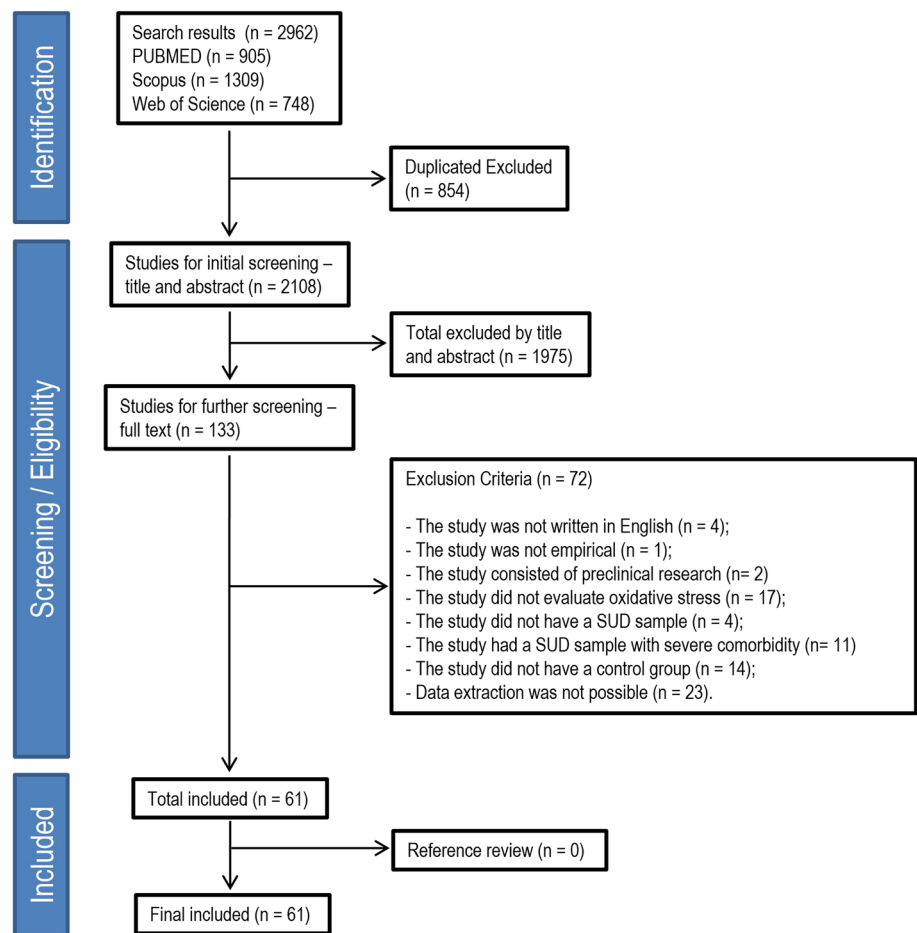 Identification
Search results (n = 2962)
PUBMED (n = 905)
Scopus (n = 1309)
Web of Science (n = 748)
Duplicated Excluded
(n = 854)
Screening / Eligibility
Studies for initial screening –
title and abstract (n = 2108)
Total excluded by title
and abstract (n = 1975)
Studies for further screening –
full text (n = 133)
Exclusion Criteria (n = 72)
- The study was not written in English (n = 4);
- The study was not empirical (n = 1);
- The study consisted of preclinical research (n= 2)
- The study did not evaluate oxidative stress (n = 17);
- The study did not have a SUD sample (n = 4);
- The study had a SUD sample with severe comorbidity (n= 11)
- The study did not have a control group (n = 14);
- Data extraction was not possible (n = 23).
Included
Total included (n = 61)
Reference review (n = 0)
Final included (n = 61)